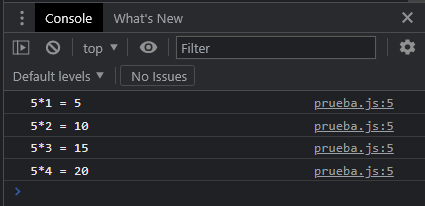 Console What's New
top Filter
Default levels No Issues
5*1 = 5 prueba.js:5
5*2 = 10 prueba.js:5
5*3 = 15 prueba.js:5
5*4 = 20 prueba.js:5